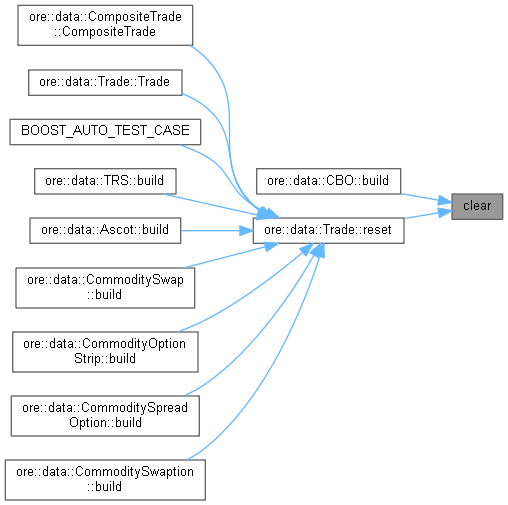 ore::data::CompositeTrade
::CompositeTrade
ore::data::Trade::Trade
BOOST_AUTO_TEST_CASE
ore::data::TRS::build
ore::data::CBO::build
clear
ore::data::Ascot::build
ore::data::Trade::reset
ore::data::CommoditySwap
::build
ore::data::CommodityOption
Strip::build
ore::data::CommoditySpread
Option::build
ore::data::CommoditySwaption
::build